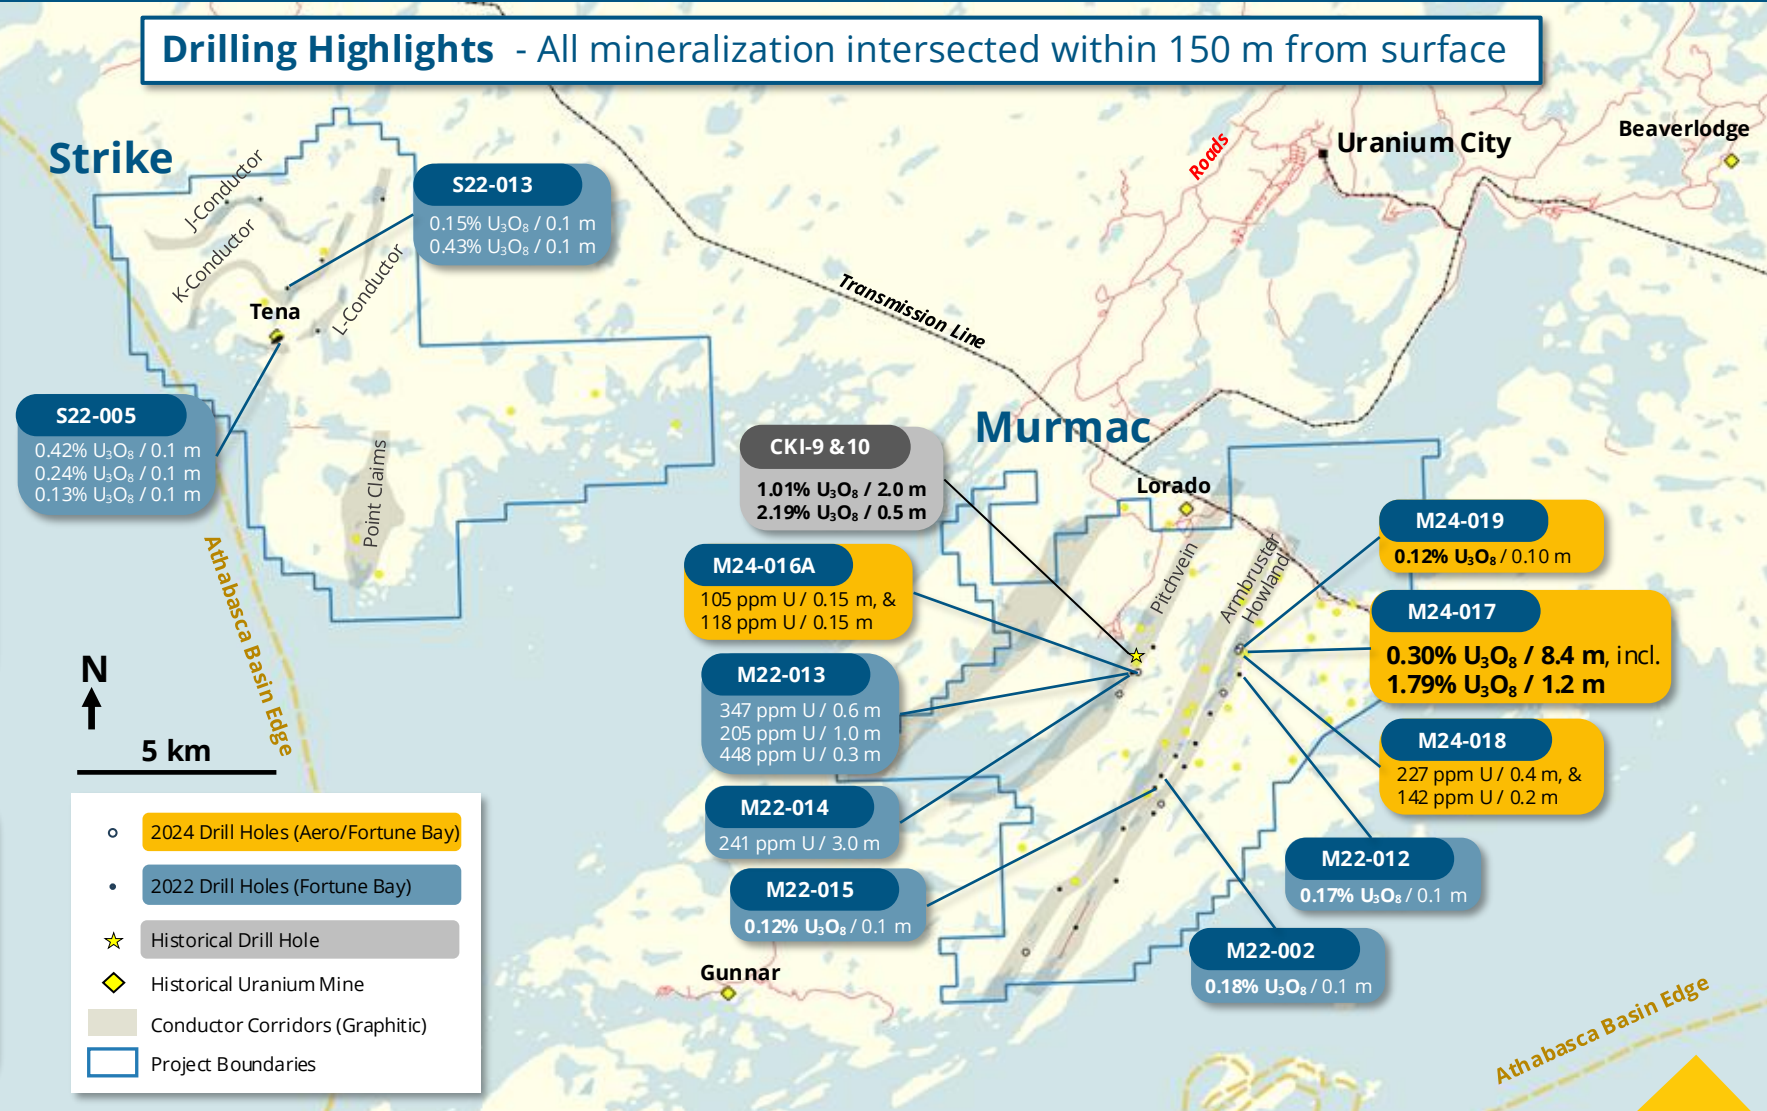 Drilling Highlights - All mineralization intersected within 150 m from surface
Strike
J-Conductor
K-Conductor
L-Conductor
Tena
Point Claims
S22-013
0.15% U₃O₈ / 0.1 m
0.43% U₃O₈ / 0.1 m
S22-005
0.42% U₃O₈ / 0.1 m
0.24% U₃O₈ / 0.1 m
0.13% U₃O₈ / 0.1 m
Athabasca Basin Edge
Transmission Line
Roads
Uranium City
Beaverlodge
Murmac
Lorado
Pitchvein
Armbruster
Howland
CKI-9 &10
1.01% U₃O₈ / 2.0 m
2.19% U₃O₈ / 0.5 m
M24-016A
105 ppm U / 0.15 m, &
118 ppm U / 0.15 m
M22-013
347 ppm U / 0.6 m
205 ppm U / 1.0 m
448 ppm U / 0.3 m
M22-014
241 ppm U / 3.0 m
M22-015
0.12% U₃O₈ / 0.1 m
M24-019
0.12% U₃O₈ / 0.10 m
M24-017
0.30% U₃O₈ / 8.4 m, incl.
1.79% U₃O₈ / 1.2 m
M24-018
227 ppm U / 0.4 m, &
142 ppm U / 0.2 m
M22-012
0.17% U₃O₈ / 0.1 m
M22-002
0.18% U₃O₈ / 0.1 m
Gunnar
Athabasca Basin Edge
N
5 km
2024 Drill Holes (Aero/Fortune Bay)
2022 Drill Holes (Fortune Bay)
Historical Drill Hole
Historical Uranium Mine
Conductor Corridors (Graphitic)
Project Boundaries